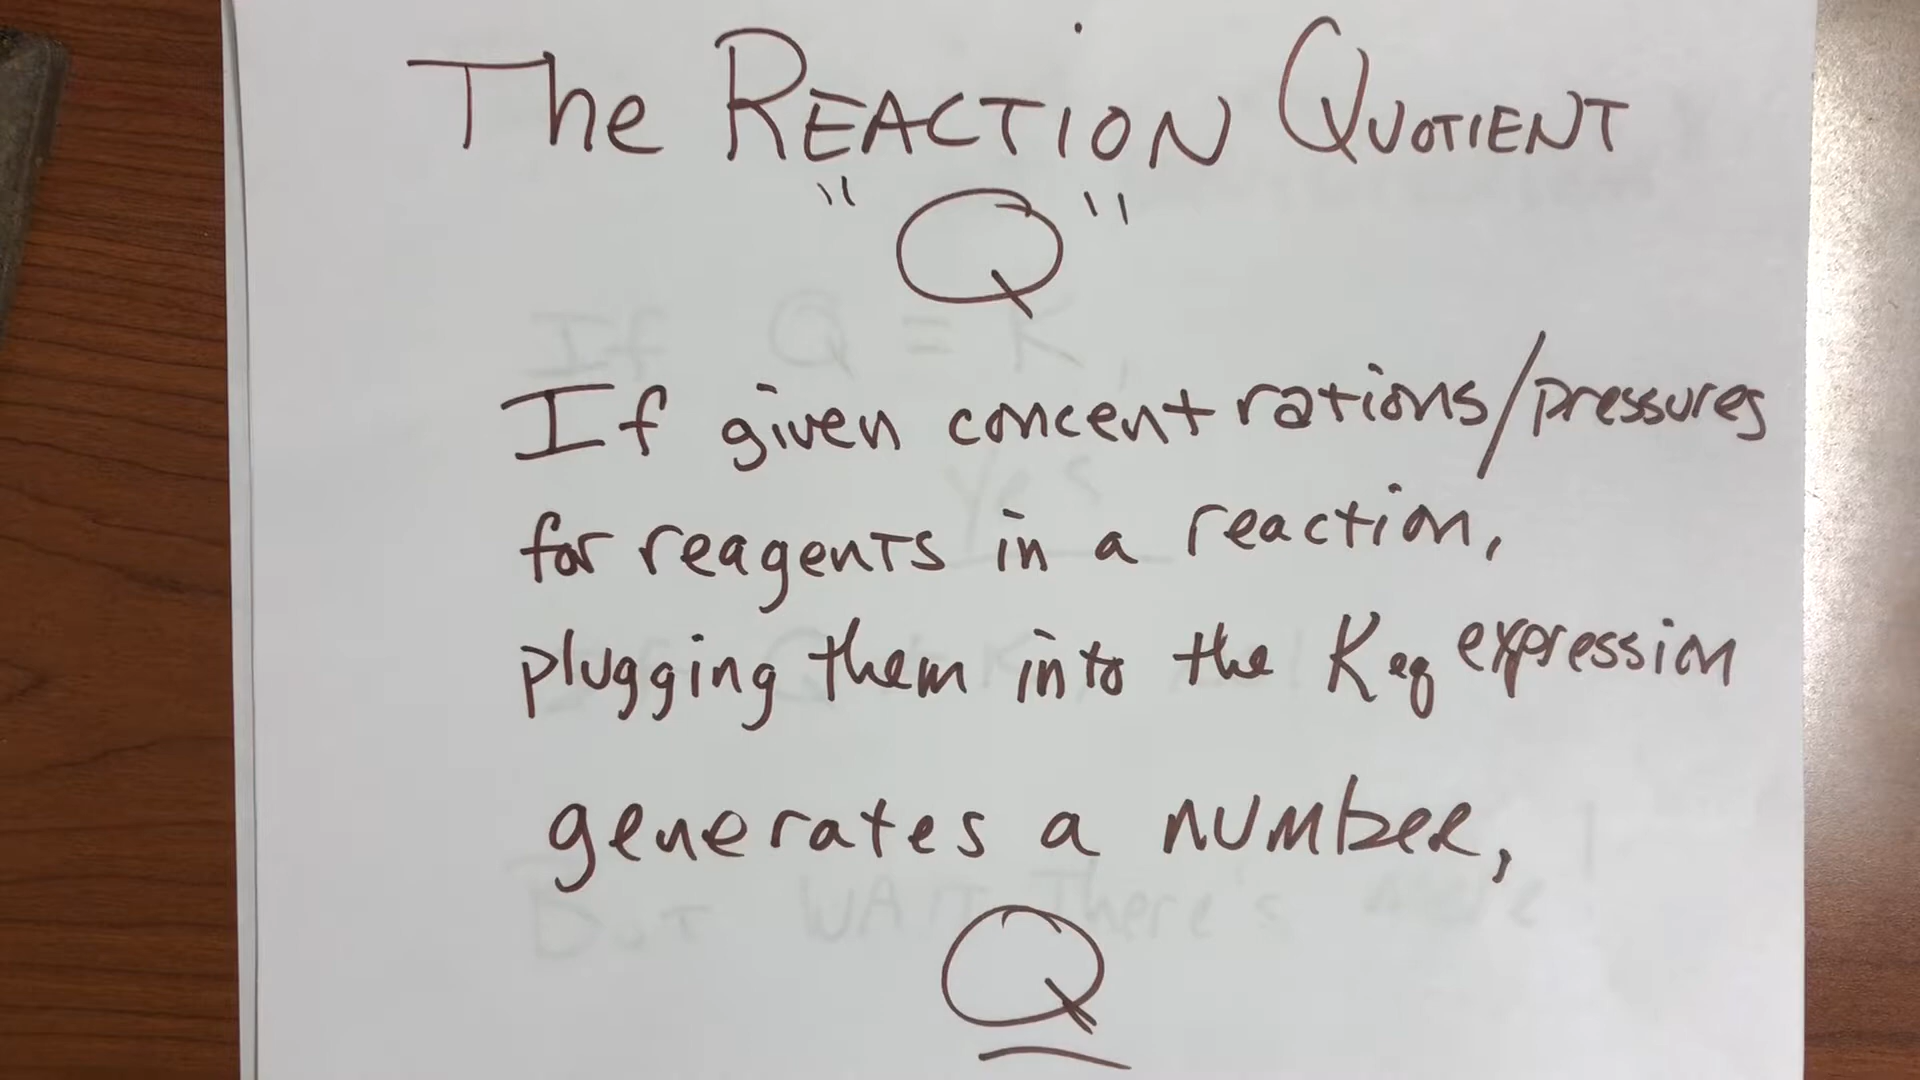 The REACTION QUOTIENT
"Q"
If given concentrations/pressures
for reagents in a reaction,
plugging them into the Keq expression
generates a number,
Q